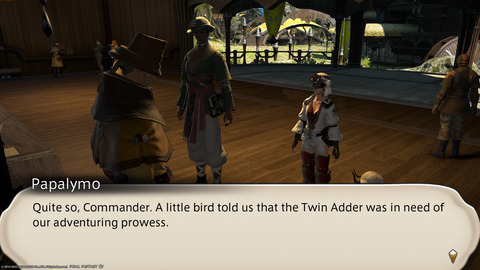 Papalymo
Quite so, Commander. A little bird told us that the Twin Adder was in need of
our adventuring prowess.